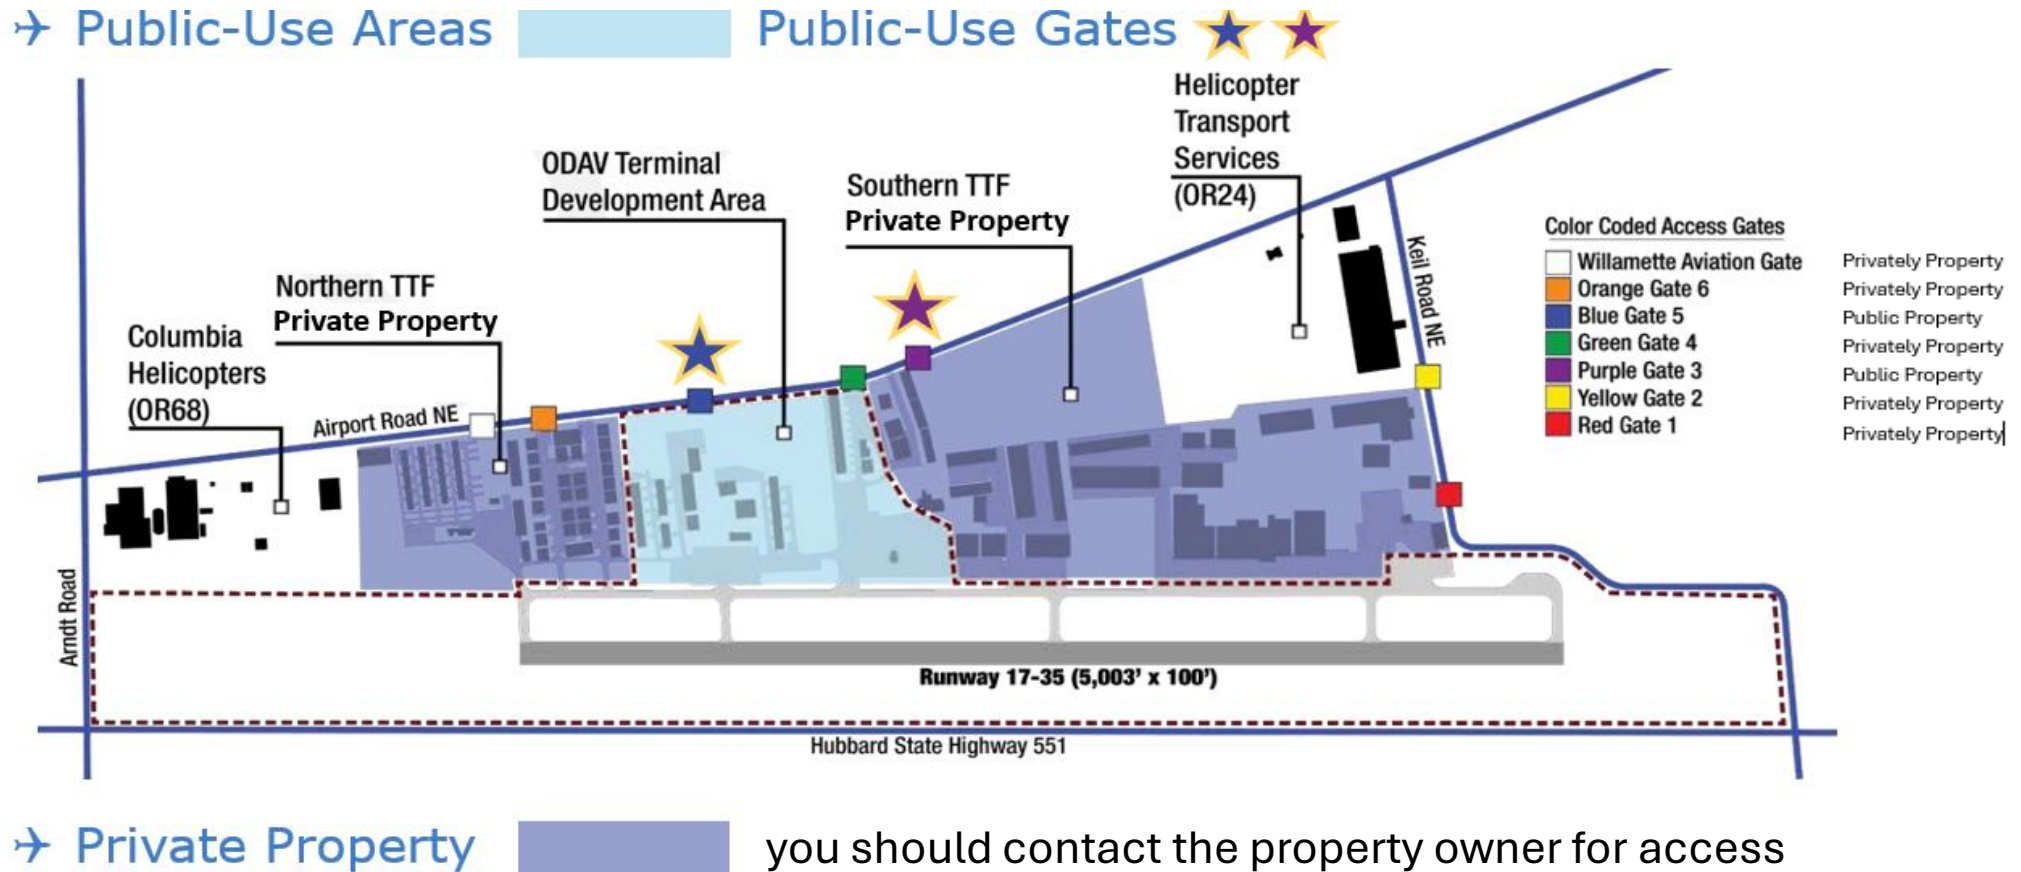 Public-Use Areas
Public-Use Gates
Helicopter
Transport
Services
(OR24)
ODAV Terminal
Development Area
Southern TTF
Private Property
Northern TTF
Private Property
Columbia
Helicopters
(OR68)
Airport Road NE
Keil Road NE
Arndt Road
Color Coded Access Gates
Willamette Aviation Gate Privately Property
Orange Gate 6 Privately Property
Blue Gate 5 Public Property
Green Gate 4 Privately Property
Purple Gate 3 Public Property
Yellow Gate 2 Privately Property
Red Gate 1 Privately Property
Runway 17-35 (5,003' x 100')
Hubbard State Highway 551
Private Property
you should contact the property owner for access